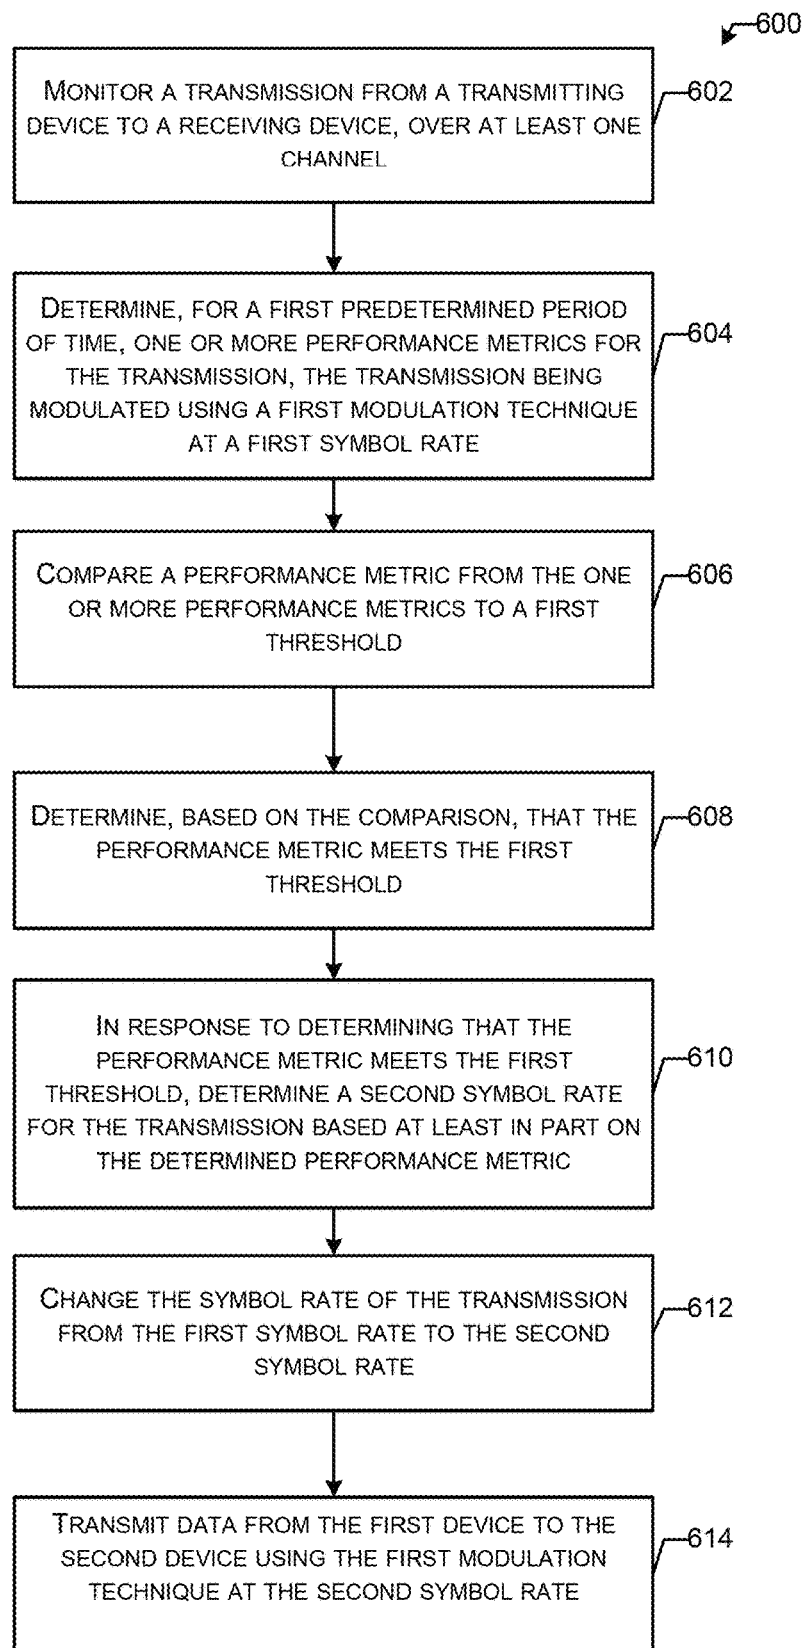 600
MONITOR A TRANSMISSION FROM A TRANSMITTING
DEVICE TO A RECEIVING DEVICE, OVER AT LEAST ONE
CHANNEL
602
DETERMINE, FOR A FIRST PREDETERMINED PERIOD
OF TIME, ONE OR MORE PERFORMANCE METRICS FOR
THE TRANSMISSION, THE TRANSMISSION BEING
MODULATED USING A FIRST MODULATION TECHNIQUE
AT A FIRST SYMBOL RATE
604
COMPARE A PERFORMANCE METRIC FROM THE ONE
OR MORE PERFORMANCE METRICS TO A FIRST
THRESHOLD
606
DETERMINE, BASED ON THE COMPARISON, THAT THE
PERFORMANCE METRIC MEETS THE FIRST
THRESHOLD
608
IN RESPONSE TO DETERMINING THAT THE
PERFORMANCE METRIC MEETS THE FIRST
THRESHOLD, DETERMINE A SECOND SYMBOL RATE
FOR THE TRANSMISSION BASED AT LEAST IN PART ON
THE DETERMINED PERFORMANCE METRIC
610
CHANGE THE SYMBOL RATE OF THE TRANSMISSION
FROM THE FIRST SYMBOL RATE TO THE SECOND
SYMBOL RATE
612
TRANSMIT DATA FROM THE FIRST DEVICE TO THE
SECOND DEVICE USING THE FIRST MODULATION
TECHNIQUE AT THE SECOND SYMBOL RATE
614